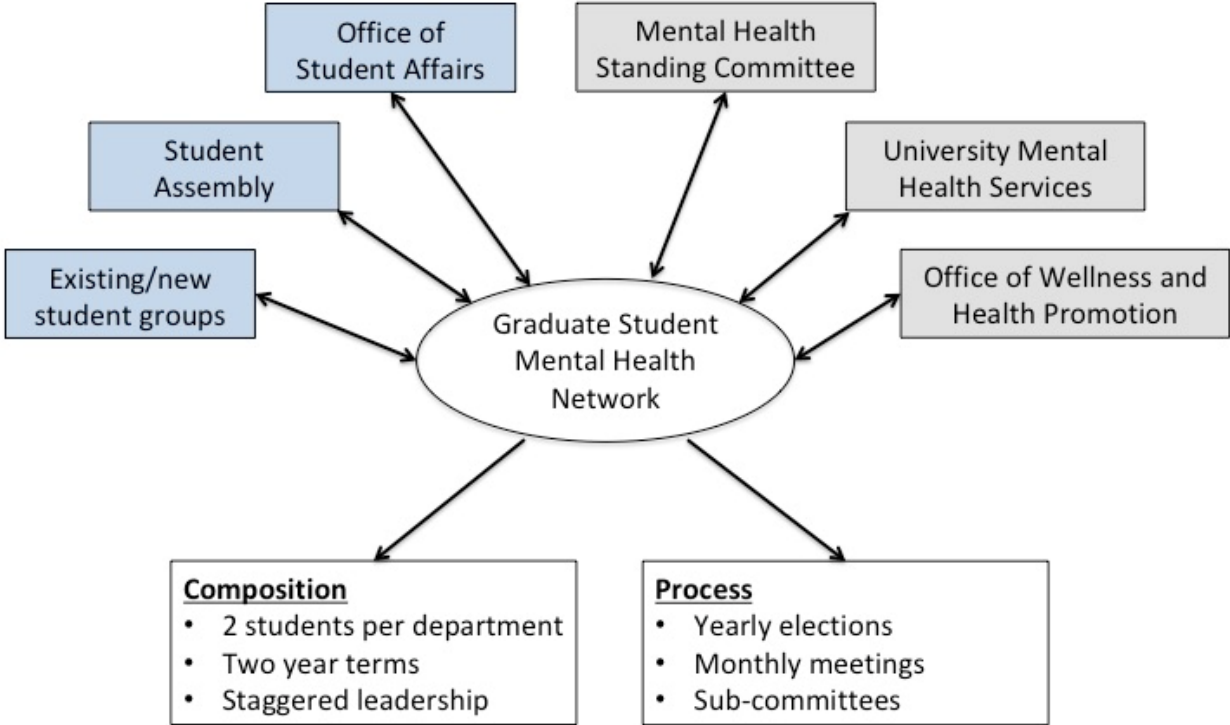 Office of
Student Affairs
Mental Health
Standing Committee
Student
Assembly
University Mental
Health Services
Existing/new
student groups
Office of Wellness and
Health Promotion
Graduate Student
Mental Health
Network
Composition
• 2 students per department
• Two year terms
• Staggered leadership
Process
• Yearly elections
• Monthly meetings
• Sub-committees